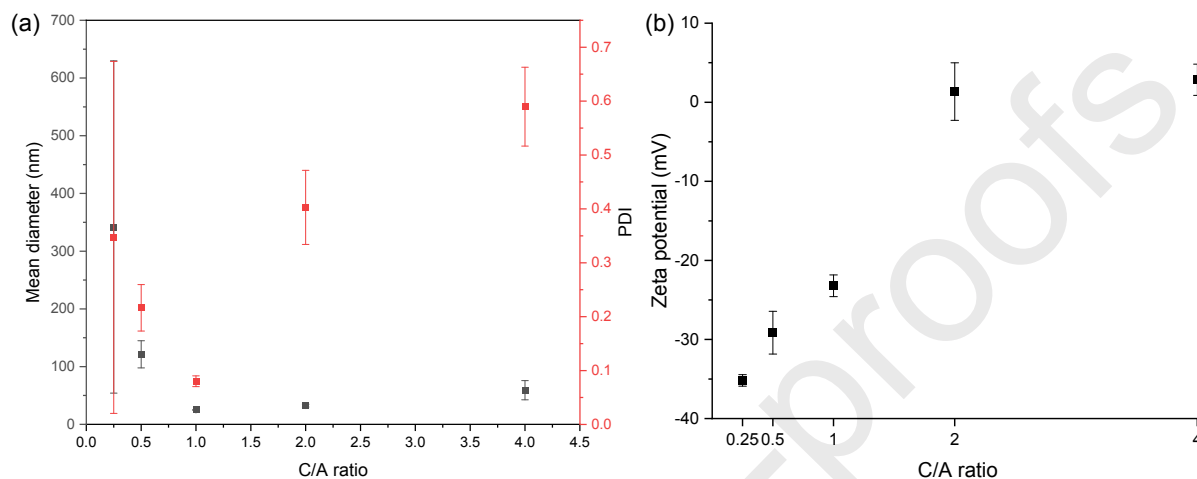 (a)
700
600
500
400
300
200
100
0
Mean diameter (nm)
0.0 0.5 1.0 1.5 2.0 2.5 3.0 3.5 4.0 4.5
C/A ratio
0.7
0.6
0.5
0.4
0.3
0.2
0.1
0.0
PDI
(b)
10
0
-10
-20
-30
-40
Zeta potential (mV)
0.25 0.5 1 2 4
C/A ratio
-proofs